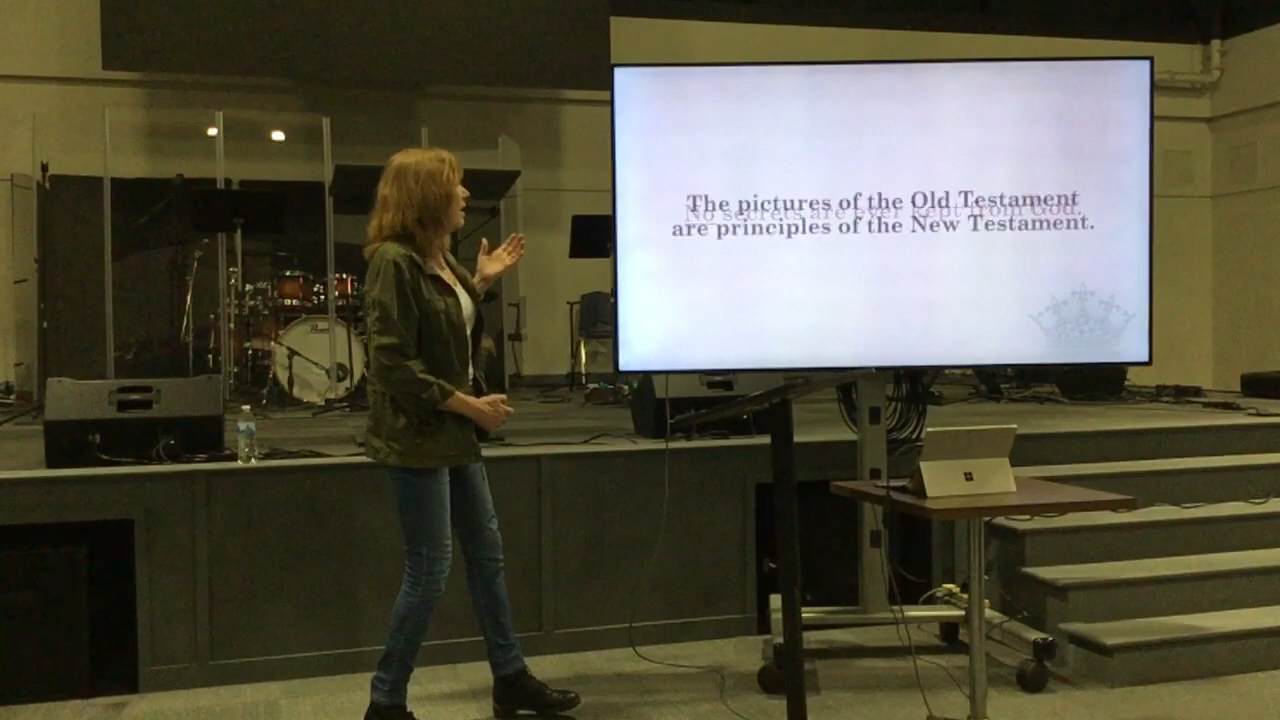 The pictures of the Old Testament
No secrets are ever kept from God.
are principles of the New Testament.
Pearl